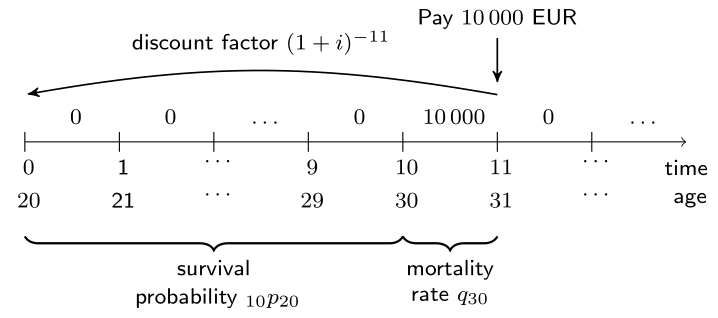 Pay 10 000 EUR
discount factor (1 + i)⁻¹¹
0 0 ... 0 10 000 0 ...
0 1 ... 9 10 11 ... time
20 21 ... 29 30 31 ... age
survival mortality
probability ₁₀p₂₀ rate q₃₀